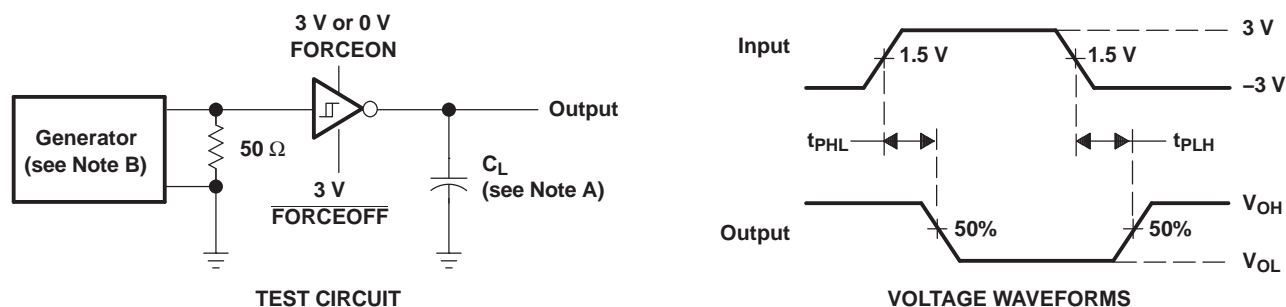 3 V or 0 V
FORCEON
Generator
(see Note B)
50 Ω
3 V
FORCEOFF
CL
(see Note A)
Output
TEST CIRCUIT
Input
3 V
1.5 V
1.5 V
–3 V
tPHL
tPLH
Output
VOH
50%
50%
VOL
VOLTAGE WAVEFORMS